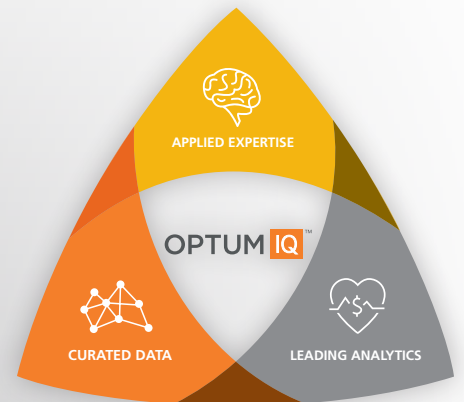 APPLIED EXPERTISE
OPTUM IQ™
$
CURATED DATA
LEADING ANALYTICS